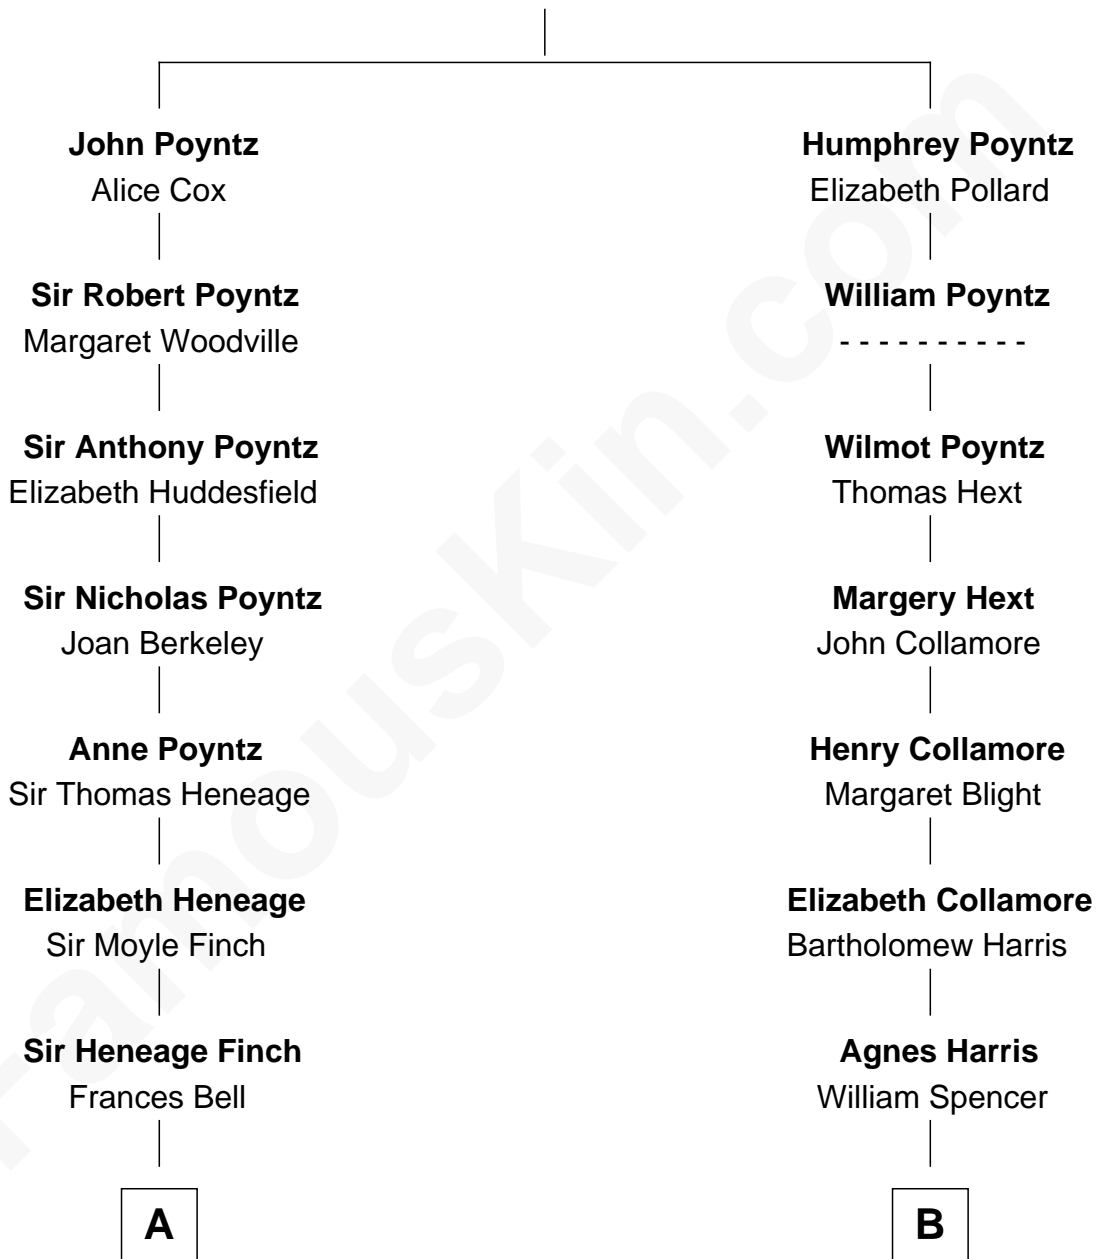 John Poyntz
Alice Cox
Sir Robert Poyntz
Margaret Woodville
Sir Anthony Poyntz
Elizabeth Huddesfield
Sir Nicholas Poyntz
Joan Berkeley
Anne Poyntz
Sir Thomas Heneage
Elizabeth Heneage
Sir Moyle Finch
Sir Heneage Finch
Frances Bell
A
Humphrey Poyntz
Elizabeth Pollard
William Poyntz
- - - - - - - - - -
Wilmot Poyntz
Thomas Hext
Margery Hext
John Collamore
Henry Collamore
Margaret Blight
Elizabeth Collamore
Bartholomew Harris
Agnes Harris
William Spencer
B
FamousKin.com